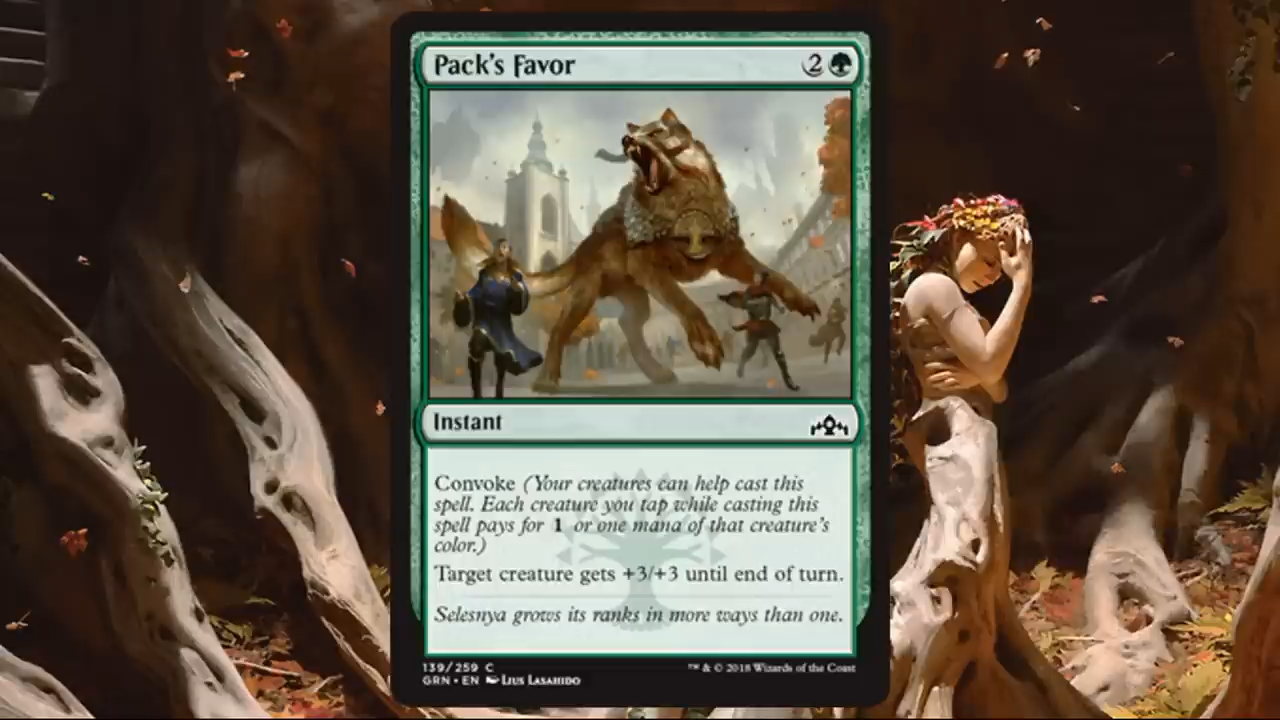 Pack's Favor 2
Instant
Convoke (Your creatures can help cast this
spell. Each creature you tap while casting this
spell pays for 1 or one mana of that creature's
color.)
Target creature gets +3/+3 until end of turn.
Selesnya grows its ranks in more ways than one.
139/259 C ™ & © 2018 Wizards of the Coast
GRN • EN Lius Lasahido